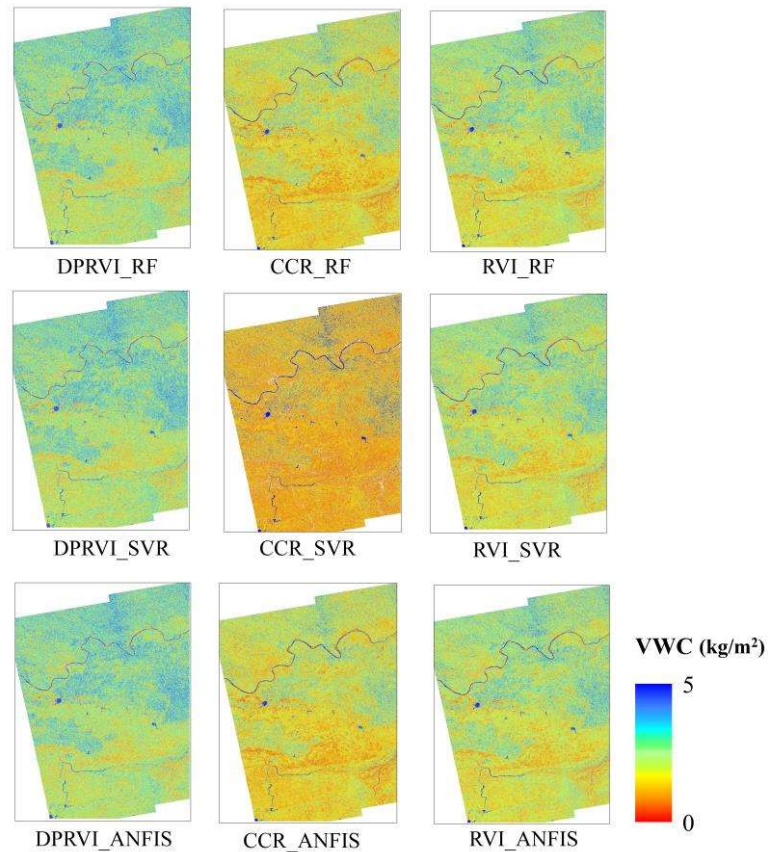 DPRVI_RF
CCR_RF
RVI_RF
DPRVI_SVR
CCR_SVR
RVI_SVR
DPRVI_ANFIS
CCR_ANFIS
RVI_ANFIS
VWC (kg/m²)
5
0